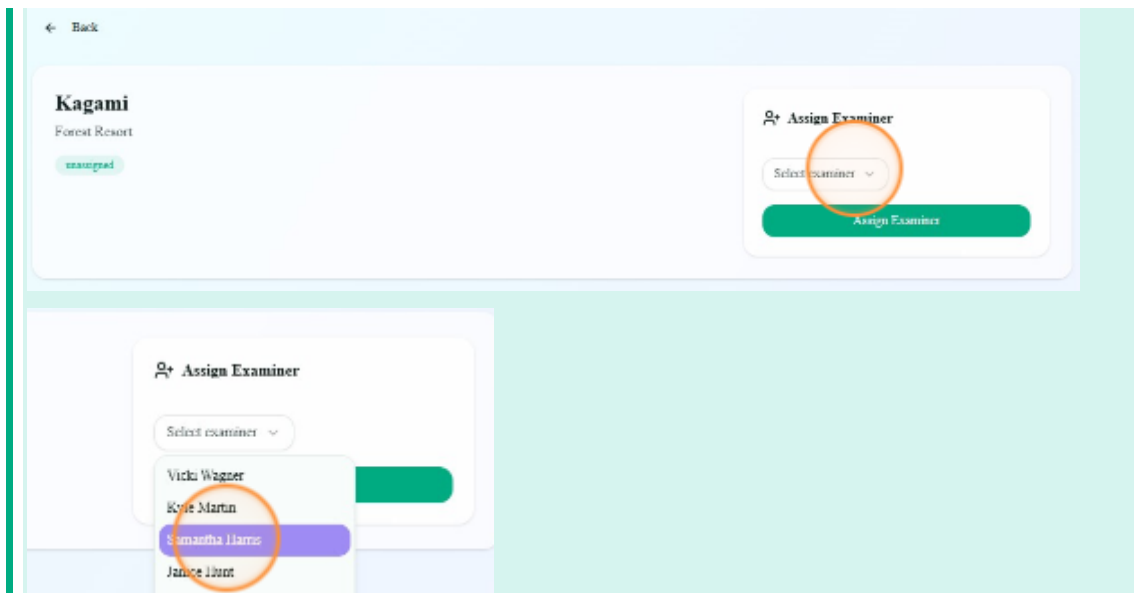 Back
Kagami
Forest Resort
unassigned
Assign Examiner
Select examiner
Assign Examiner
Assign Examiner
Select examiner
Vicki Wagner
Kyle Martin
Samantha Harris
Janice Hunt